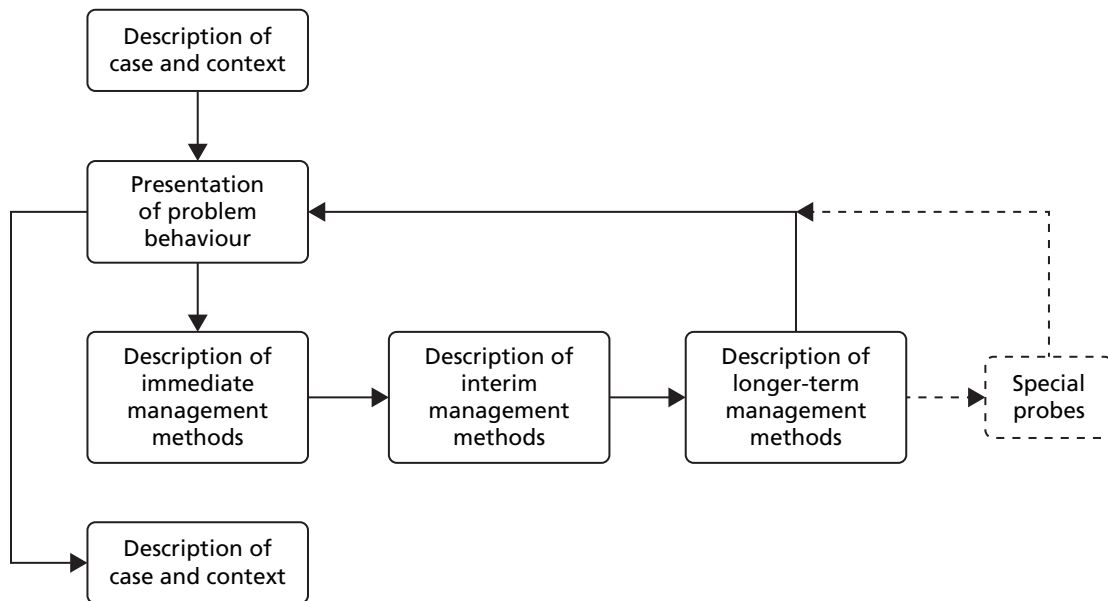 Description of
case and context
Presentation
of problem
behaviour
Description of
immediate
management
methods
Description of
interim
management
methods
Description of
longer-term
management
methods
Special
probes
Description of
case and context